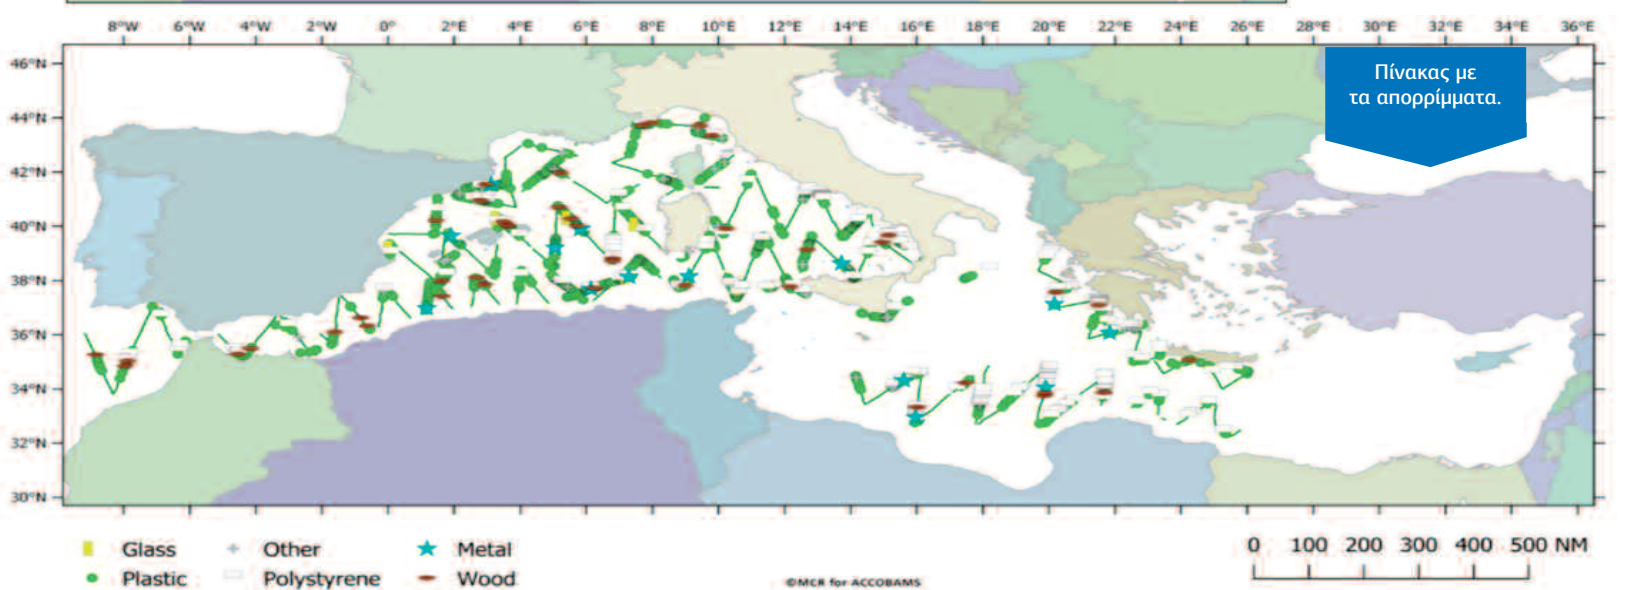 8°W 6°W 4°W 2°W 0° 2°E 4°E 6°E 8°E 10°E 12°E 14°E 16°E 18°E 20°E 22°E 24°E 26°E 28°E 30°E 32°E 34°E 36°E
Πίνακας με
τα απορρίμματα.
46°N
44°N
42°N
40°N
38°N
36°N
34°N
32°N
30°N
Glass Other Metal
Plastic Polystyrene Wood
©MCR for ACCOBAMS
0 100 200 300 400 500 NM